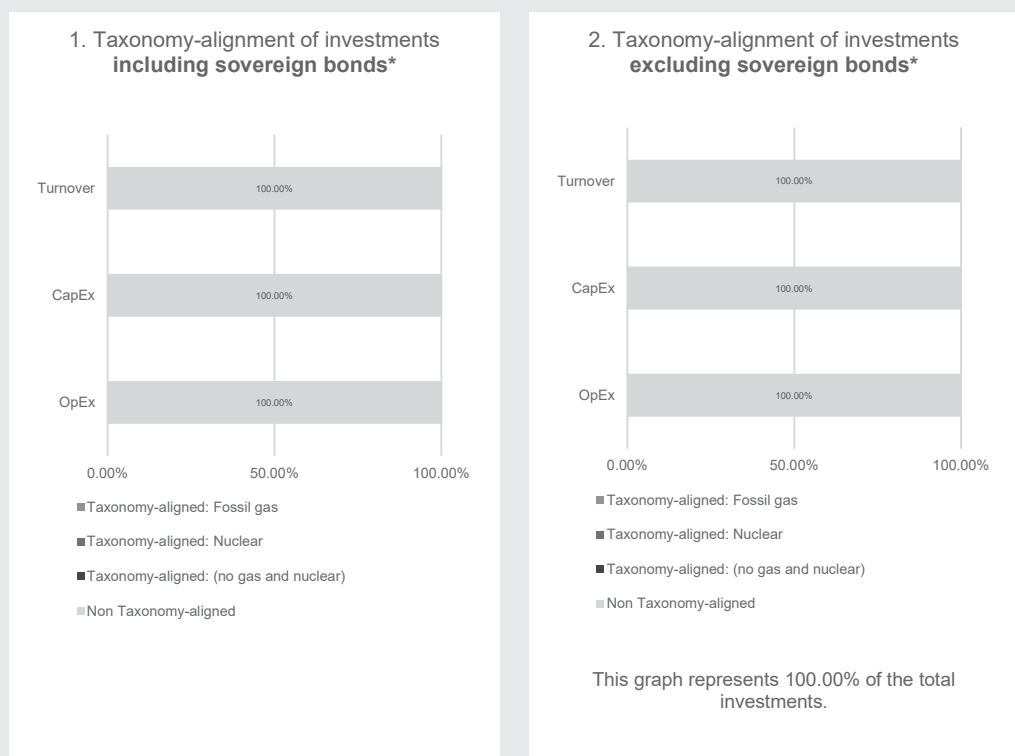 1. Taxonomy-alignment of investments
including sovereign bonds*
Turnover
100.00%
CapEx
100.00%
OpEx
100.00%
0.00% 50.00% 100.00%
Taxonomy-aligned: Fossil gas
Taxonomy-aligned: Nuclear
Taxonomy-aligned: (no gas and nuclear)
Non Taxonomy-aligned
2. Taxonomy-alignment of investments
excluding sovereign bonds*
Turnover
100.00%
CapEx
100.00%
OpEx
100.00%
0.00% 50.00% 100.00%
Taxonomy-aligned: Fossil gas
Taxonomy-aligned: Nuclear
Taxonomy-aligned: (no gas and nuclear)
Non Taxonomy-aligned
This graph represents 100.00% of the total
investments.